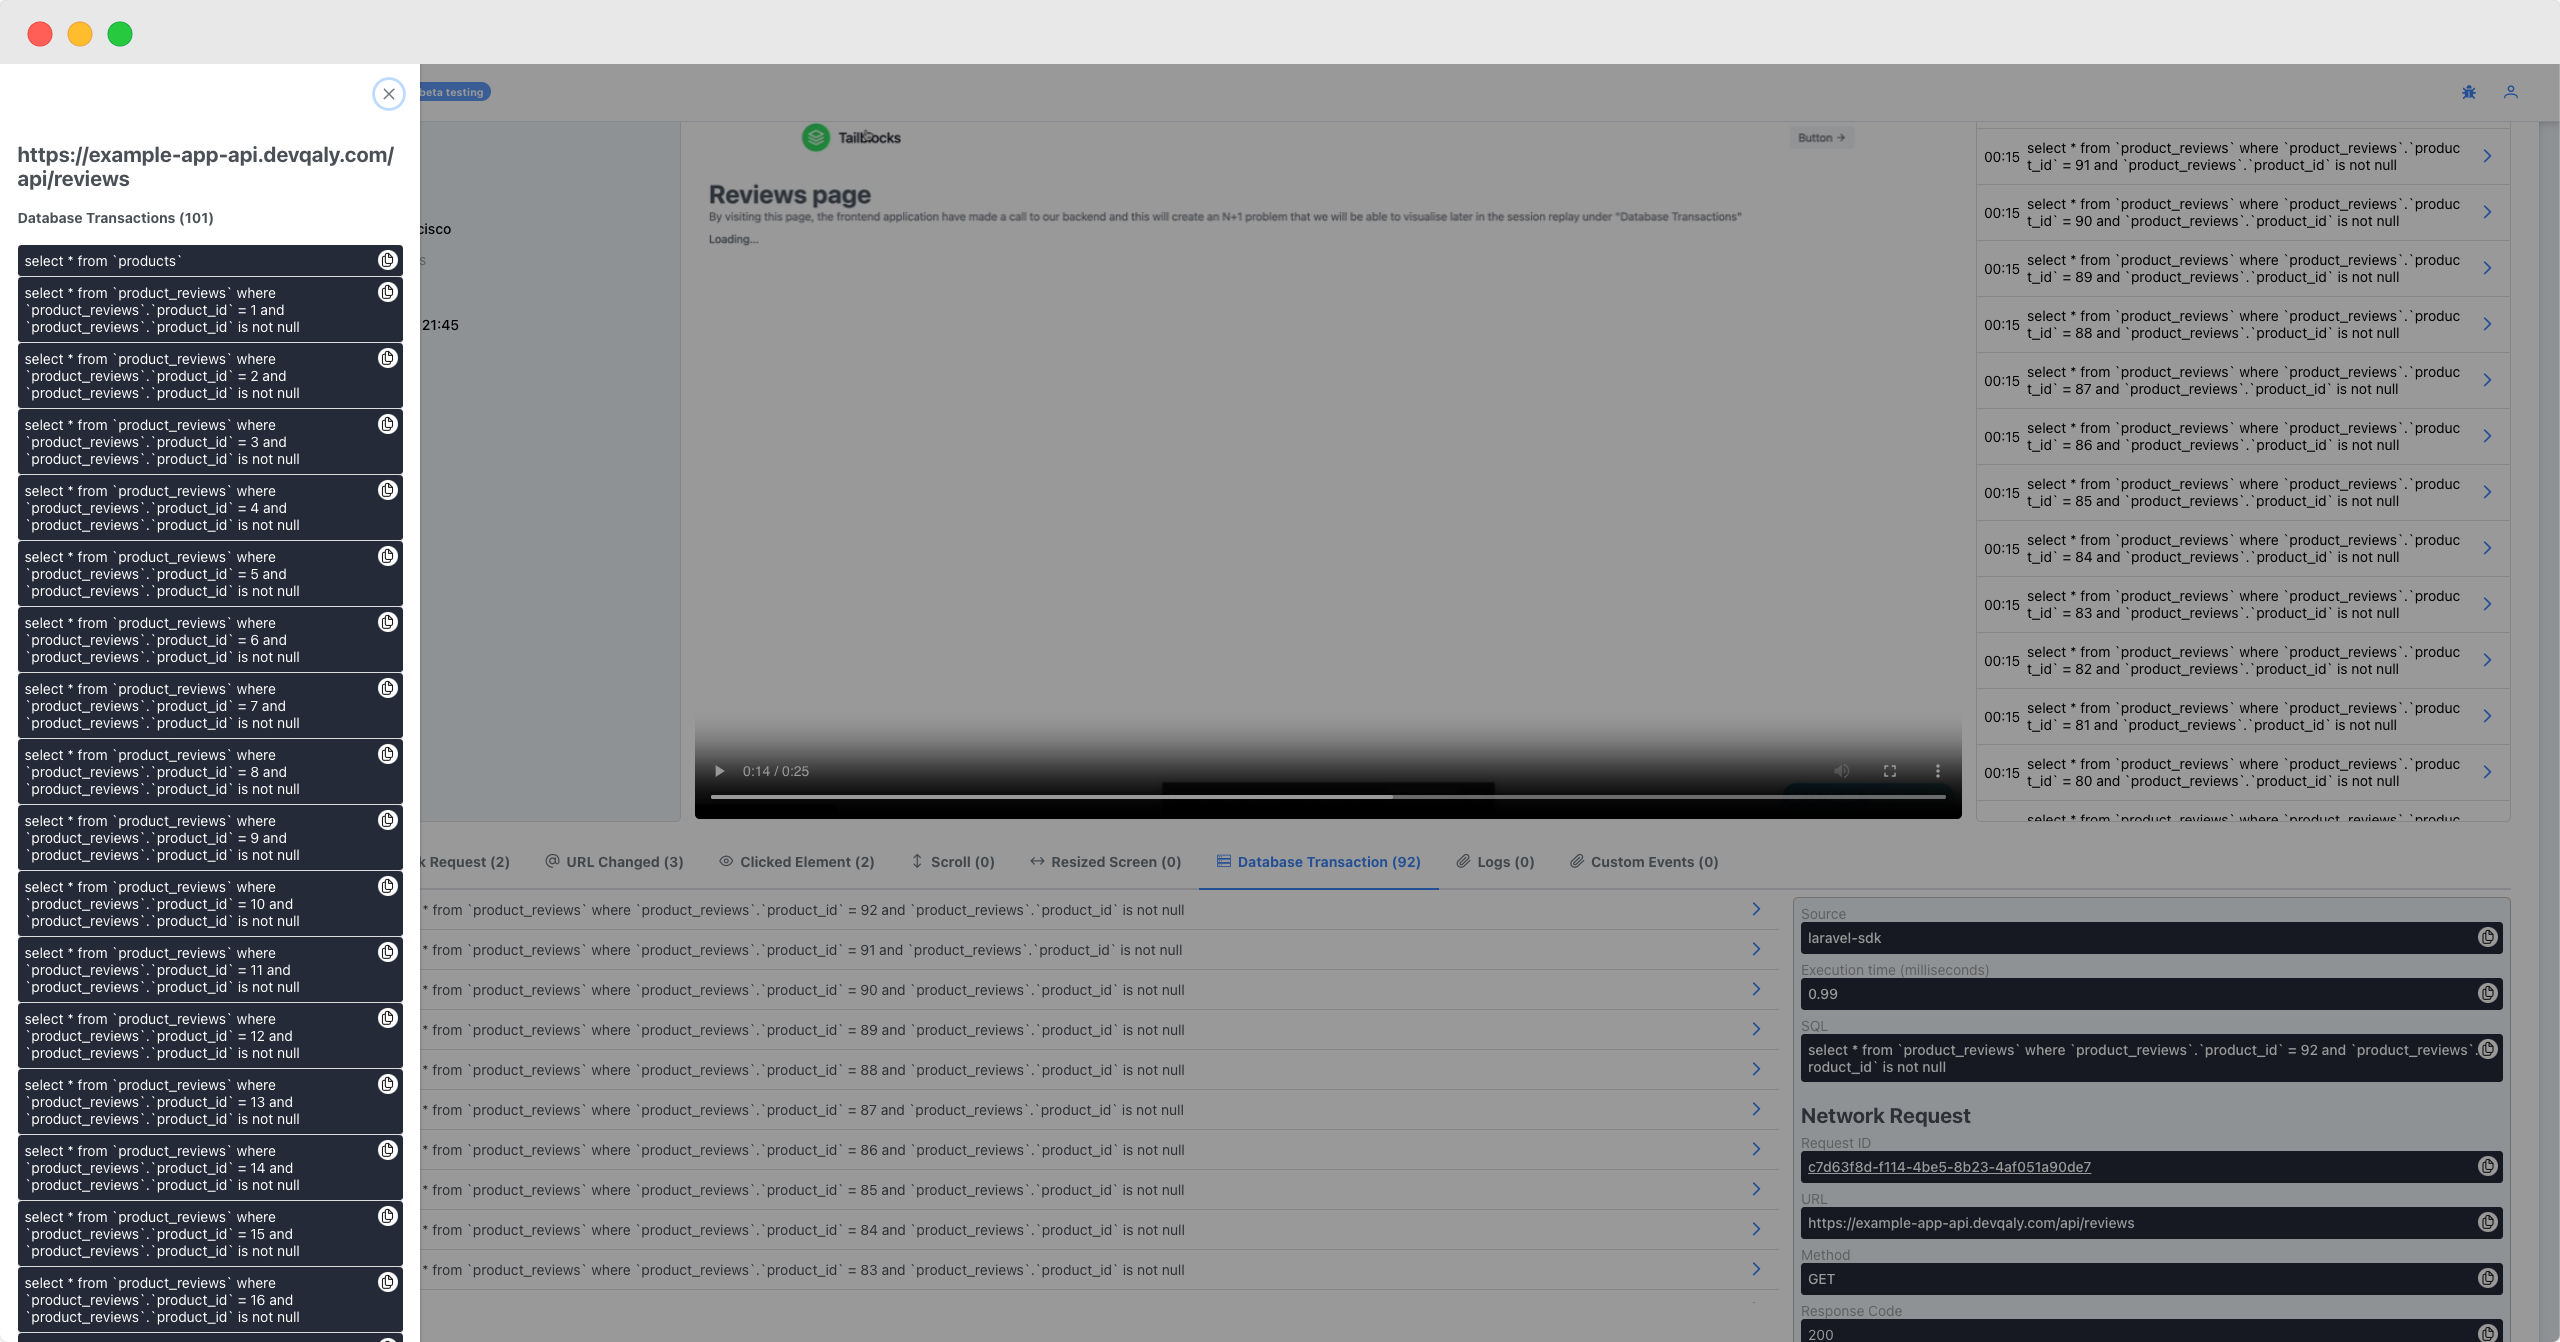 beta testing
https://example-app-api.devqaly.com/
api/reviews
Database Transactions (101)
select * from `products`
select * from `product_reviews` where
`product_reviews`.`product_id` = 1 and
`product_reviews`.`product_id` is not null
select * from `product_reviews` where
`product_reviews`.`product_id` = 2 and
`product_reviews`.`product_id` is not null
select * from `product_reviews` where
`product_reviews`.`product_id` = 3 and
`product_reviews`.`product_id` is not null
select * from `product_reviews` where
`product_reviews`.`product_id` = 4 and
`product_reviews`.`product_id` is not null
select * from `product_reviews` where
`product_reviews`.`product_id` = 5 and
`product_reviews`.`product_id` is not null
select * from `product_reviews` where
`product_reviews`.`product_id` = 6 and
`product_reviews`.`product_id` is not null
select * from `product_reviews` where
`product_reviews`.`product_id` = 7 and
`product_reviews`.`product_id` is not null
select * from `product_reviews` where
`product_reviews`.`product_id` = 8 and
`product_reviews`.`product_id` is not null
select * from `product_reviews` where
`product_reviews`.`product_id` = 9 and
`product_reviews`.`product_id` is not null
select * from `product_reviews` where
`product_reviews`.`product_id` = 10 and
`product_reviews`.`product_id` is not null
select * from `product_reviews` where
`product_reviews`.`product_id` = 11 and
`product_reviews`.`product_id` is not null
select * from `product_reviews` where
`product_reviews`.`product_id` = 12 and
`product_reviews`.`product_id` is not null
select * from `product_reviews` where
`product_reviews`.`product_id` = 13 and
`product_reviews`.`product_id` is not null
select * from `product_reviews` where
`product_reviews`.`product_id` = 14 and
`product_reviews`.`product_id` is not null
select * from `product_reviews` where
`product_reviews`.`product_id` = 15 and
`product_reviews`.`product_id` is not null
select * from `product_reviews` where
`product_reviews`.`product_id` = 16 and
`product_reviews`.`product_id` is not null
cisco
s
21:45
TailBlocks
Button →
Reviews page
By visiting this page, the frontend application have made a call to our backend and this will create an N+1 problem that we will be able to visualise later in the session replay under "Database Transactions"
Loading...
0:14 / 0:25
00:15 select * from `product_reviews` where `product_reviews`.`produc
t_id` = 91 and `product_reviews`.`product_id` is not null
00:15 select * from `product_reviews` where `product_reviews`.`produc
t_id` = 90 and `product_reviews`.`product_id` is not null
00:15 select * from `product_reviews` where `product_reviews`.`produc
t_id` = 89 and `product_reviews`.`product_id` is not null
00:15 select * from `product_reviews` where `product_reviews`.`produc
t_id` = 88 and `product_reviews`.`product_id` is not null
00:15 select * from `product_reviews` where `product_reviews`.`produc
t_id` = 87 and `product_reviews`.`product_id` is not null
00:15 select * from `product_reviews` where `product_reviews`.`produc
t_id` = 86 and `product_reviews`.`product_id` is not null
00:15 select * from `product_reviews` where `product_reviews`.`produc
t_id` = 85 and `product_reviews`.`product_id` is not null
00:15 select * from `product_reviews` where `product_reviews`.`produc
t_id` = 84 and `product_reviews`.`product_id` is not null
00:15 select * from `product_reviews` where `product_reviews`.`produc
t_id` = 83 and `product_reviews`.`product_id` is not null
00:15 select * from `product_reviews` where `product_reviews`.`produc
t_id` = 82 and `product_reviews`.`product_id` is not null
00:15 select * from `product_reviews` where `product_reviews`.`produc
t_id` = 81 and `product_reviews`.`product_id` is not null
00:15 select * from `product_reviews` where `product_reviews`.`produc
t_id` = 80 and `product_reviews`.`product_id` is not null
select * from `product_reviews` where `product_reviews`.`produc
k Request (2) URL Changed (3) Clicked Element (2) Scroll (0) Resized Screen (0) Database Transaction (92) Logs (0) Custom Events (0)
* from `product_reviews` where `product_reviews`.`product_id` = 92 and `product_reviews`.`product_id` is not null
* from `product_reviews` where `product_reviews`.`product_id` = 91 and `product_reviews`.`product_id` is not null
* from `product_reviews` where `product_reviews`.`product_id` = 90 and `product_reviews`.`product_id` is not null
* from `product_reviews` where `product_reviews`.`product_id` = 89 and `product_reviews`.`product_id` is not null
* from `product_reviews` where `product_reviews`.`product_id` = 88 and `product_reviews`.`product_id` is not null
* from `product_reviews` where `product_reviews`.`product_id` = 87 and `product_reviews`.`product_id` is not null
* from `product_reviews` where `product_reviews`.`product_id` = 86 and `product_reviews`.`product_id` is not null
* from `product_reviews` where `product_reviews`.`product_id` = 85 and `product_reviews`.`product_id` is not null
* from `product_reviews` where `product_reviews`.`product_id` = 84 and `product_reviews`.`product_id` is not null
* from `product_reviews` where `product_reviews`.`product_id` = 83 and `product_reviews`.`product_id` is not null
Source
laravel-sdk
Execution time (milliseconds)
0.99
SQL
select * from `product_reviews` where `product_reviews`.`product_id` = 92 and `product_reviews`.
roduct_id` is not null
Network Request
Request ID
c7d63f8d-f114-4be5-8b23-4af051a90de7
URL
https://example-app-api.devqaly.com/api/reviews
Method
GET
Response Code
200